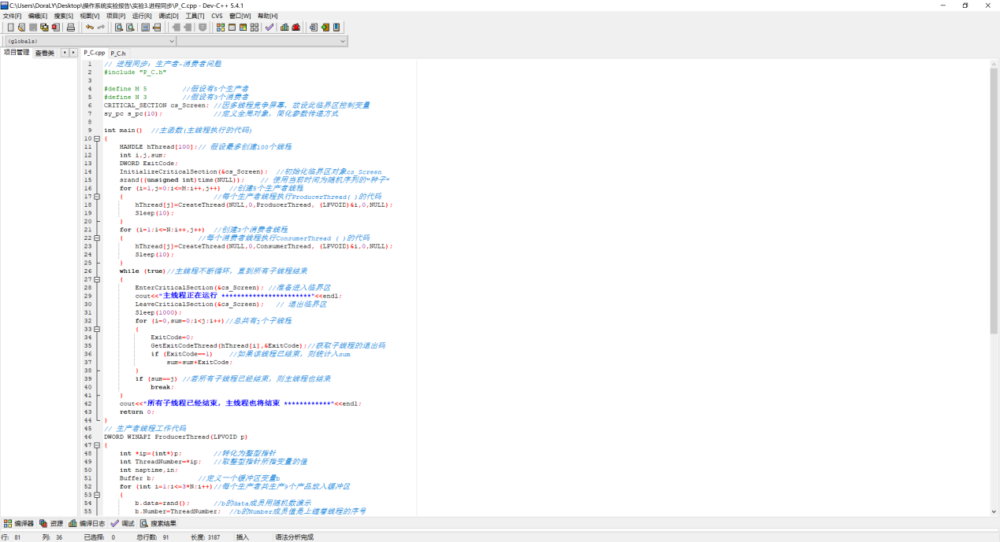 C:\Users\DoraLY\Desktop\操作系统实验报告\实验3.进程同步\P_C.cpp - Dev-C++ 5.4.1
文件[F] 编辑[E] 搜索[S] 视图[V] 项目[P] 运行[R] 调试[D] 工具[T] CVS 窗口[W] 帮助[H]
(globals)
项目管理 查看类 P_C.cpp P_C.h
1 // 进程同步：生产者-消费者问题
2 #include "P_C.h"
3
4 #define M 5 //假设有5个生产者
5 #define N 3 //假设有3个消费者
6 CRITICAL_SECTION cs_Screen; //因多线程竞争屏幕，故设此临界区控制变量
7 sy_pc s_pc(10); //定义全局对象，简化参数传递方式
8
9 int main() //主函数(主线程执行的代码)
10 {
11 HANDLE hThread[100];// 假设最多创建100个线程
12 int i,j,sum;
13 DWORD ExitCode;
14 InitializeCriticalSection(&cs_Screen); //初始化临界区对象cs_Screen
15 srand((unsigned int)time(NULL)); // 使用当前时间为随机序列的"种子"
16 for (i=1,j=0;i<=M;i++,j++) //创建5个生产者线程
17 { //每个生产者线程执行ProducerThread( )的代码
18 hThread[j]=CreateThread(NULL,0,ProducerThread, (LPVOID)&i,0,NULL);
19 Sleep(10);
20 }
21 for (i=1;i<=N;i++,j++) //创建3个消费者线程
22 { //每个消费者线程执行ConsumerThread ( )的代码
23 hThread[j]=CreateThread(NULL,0,ConsumerThread, (LPVOID)&i,0,NULL);
24 Sleep(10);
25 }
26 while (true)//主线程不断循环，直到所有子线程结束
27 {
28 EnterCriticalSection(&cs_Screen); //准备进入临界区
29 cout<<"主线程正在运行 ***********************"<<endl;
30 LeaveCriticalSection(&cs_Screen); // 退出临界区
31 Sleep(1000);
32 for (i=0,sum=0;i<j;i++)//总共有j个子线程
33 {
34 ExitCode=0;
35 GetExitCodeThread(hThread[i],&ExitCode);//获取子线程的退出码
36 if (ExitCode==1) //如果该线程已结束，则统计入sum
37 sum=sum+ExitCode;
38 }
39 if (sum==j) //若所有子线程已经结束，则主线程也结束
40 break;
41 }
42 cout<<"所有子线程已经结束，主线程也将结束 ************"<<endl;
43 return 0;
44 }
45 // 生产者线程工作代码
46 DWORD WINAPI ProducerThread(LPVOID p)
47 {
48 int *ip=(int*)p; //转化为整型指针
49 int ThreadNumber=*ip; //取整型指针所指变量的值
50 int naptime,in;
51 Buffer b; //定义一个缓冲区变量b
52 for (int i=1;i<=3*N;i++)//每个生产者共生产9个产品放入缓冲区
53 {
54 b.data=rand(); //b的data成员用随机数演示
55 b.Number=ThreadNumber; //b的Number成员值是上缠着线程的序号
编译器 资源 编译日志 调试 搜索结果
行: 81 列: 36 已选择: 0 总行数: 91 长度: 3187 插入 语法分析完成